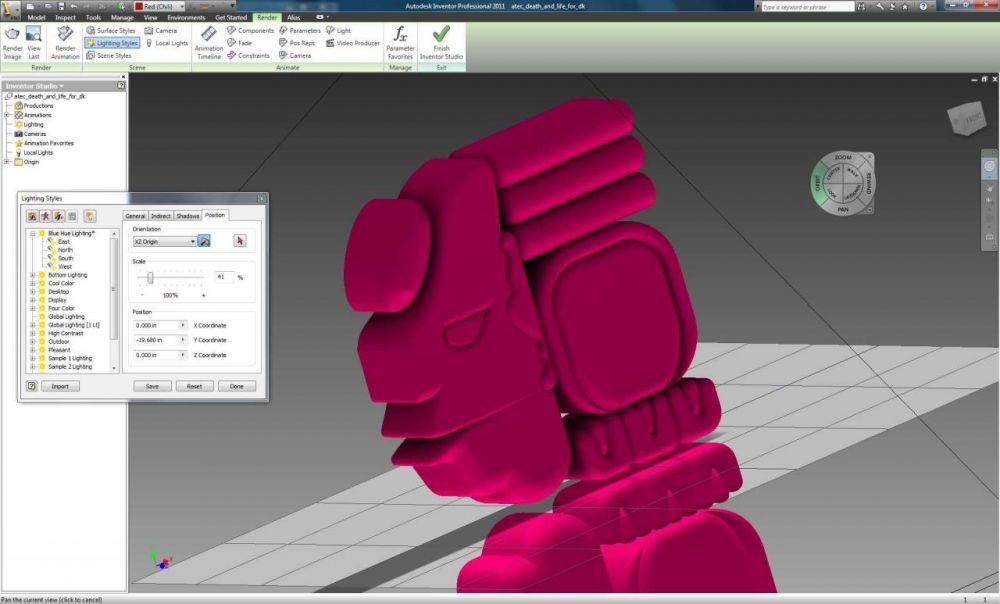 Red (Chili)
Autodesk Inventor Professional 2011 atec_death_and_life_for_dk
Type a keyword or phrase
Model Inspect Tools Manage View Environments Get Started Render Alias
Render Image
View Last
Render Animation
Surface Styles
Lighting Styles
Scene Styles
Camera
Local Lights
Animation Timeline
Components
Fade
Constraints
Parameters
Pos Reps
Camera
Light
Video Producer
Parameter Favorites
Finish Inventor Studio
Render Scene Animate Manage Exit
Inventor Studio
atec_death_and_life_for_dk
Productions
Animations
Lighting
Cameras
Animation Favorites
Local Lights
Origin
ZOOM
CENTER
WALK
ORBIT
REWIND
LOOK
UP/DOWN
PAN
FRONT
Lighting Styles
General Indirect Shadows Position
Blue Hue Lighting*
East
North
South
West
Bottom Lighting
Cool Color
Desktop
Display
Four Color
Global Lighting
Global Lighting [1 Lt]
High Contrast
Outdoor
Pleasant
Sample 1 Lighting
Sample 2 Lighting
Orientation
XZ Origin
Scale
41 %
- 100% +
Position
0.000 in X Coordinate
-19.680 in Y Coordinate
0.000 in Z Coordinate
Import Save Reset Done
Pan the current view (click to cancel)
1 1